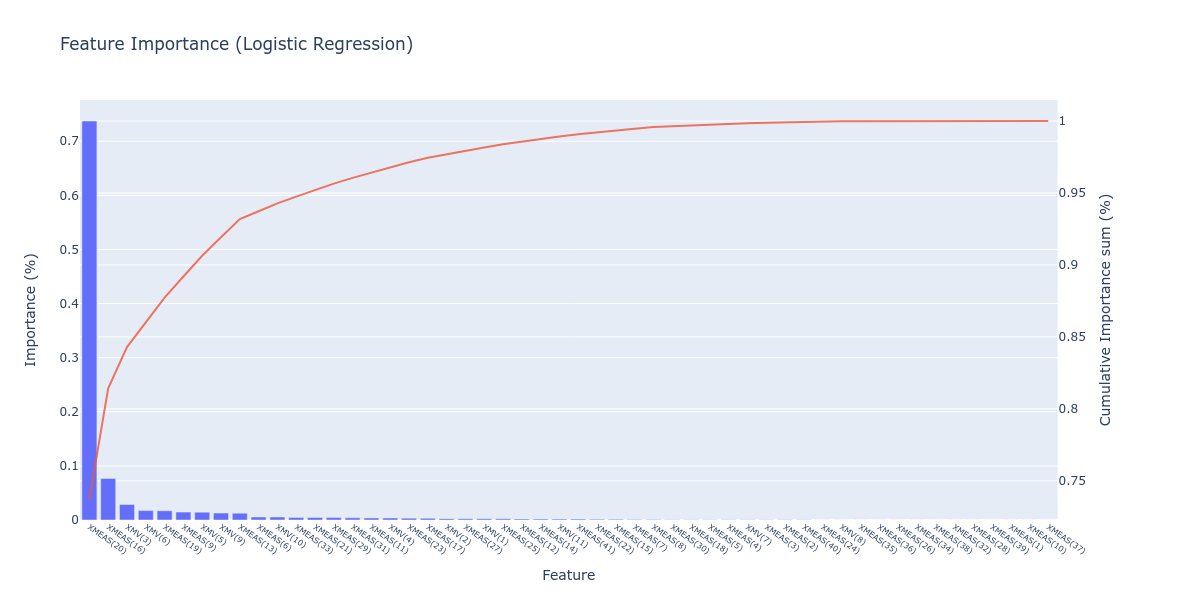 Feature Importance (Logistic Regression)
Importance (%)
0.7
0.6
0.5
0.4
0.3
0.2
0.1
0
1
0.95
0.9
0.85
0.8
0.75
Cumulative Importance sum (%)
XMEAS(20)
XMEAS(16)
XMV(3)
XMV(6)
XMEAS(19)
XMEAS(9)
XMV(5)
XMV(9)
XMEAS(13)
XMEAS(6)
XMV(10)
XMEAS(33)
XMEAS(21)
XMEAS(29)
XMEAS(31)
XMEAS(11)
XMV(4)
XMEAS(23)
XMEAS(17)
XMV(2)
XMEAS(27)
XMV(1)
XMEAS(25)
XMEAS(12)
XMEAS(14)
XMV(11)
XMEAS(41)
XMEAS(22)
XMEAS(15)
XMEAS(7)
XMEAS(8)
XMEAS(30)
XMEAS(18)
XMEAS(5)
XMEAS(4)
XMV(7)
XMEAS(3)
XMEAS(2)
XMEAS(40)
XMEAS(24)
XMV(8)
XMEAS(35)
XMEAS(36)
XMEAS(26)
XMEAS(34)
XMEAS(38)
XMEAS(32)
XMEAS(28)
XMEAS(39)
XMEAS(1)
XMEAS(10)
XMEAS(37)
Feature